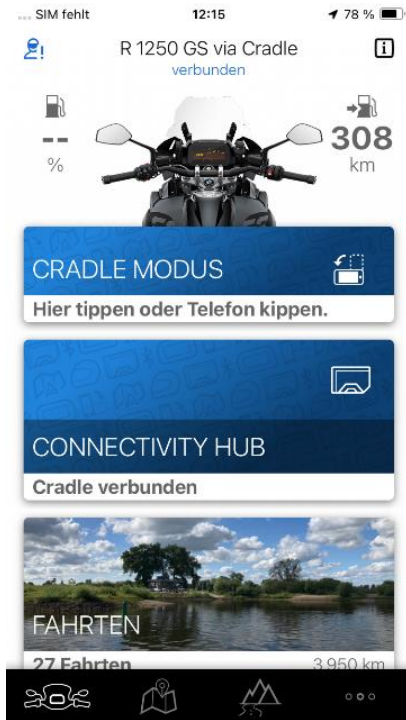 SIM fehlt
12:15
78 %
R 1250 GS via Cradle
verbunden
--
%
308
km
CRADLE MODUS
Hier tippen oder Telefon kippen.
CONNECTIVITY HUB
Cradle verbunden
FAHRTEN
27 Fahrten
3.950 km